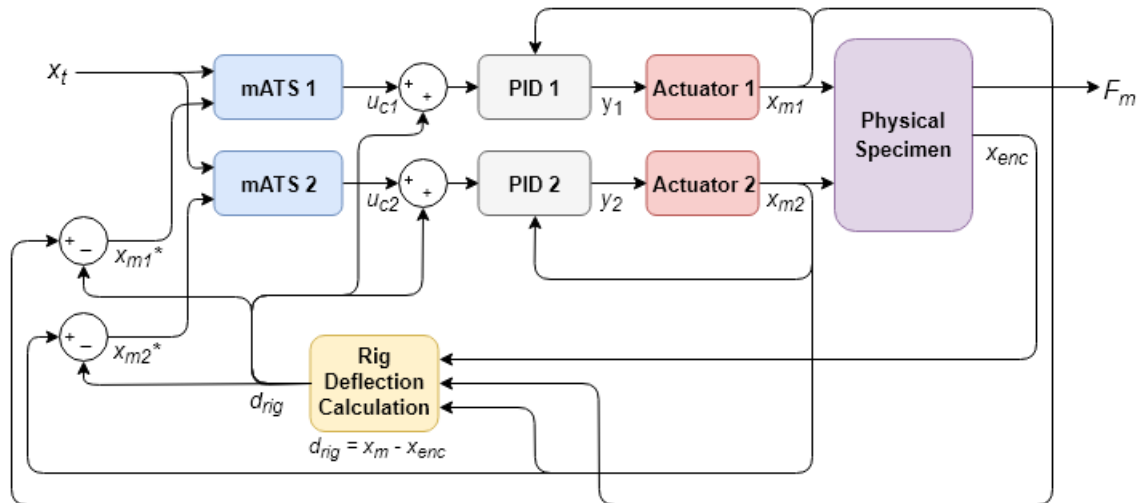 x_t
mATS 1
u_c1
+
+
PID 1
y_1
Actuator 1
x_m1
Physical
Specimen
F_m
x_enc
mATS 2
u_c2
+
+
PID 2
y_2
Actuator 2
x_m2
+
–
x_m1*
+
–
x_m2*
Rig
Deflection
Calculation
d_rig
d_rig = x_m - x_enc